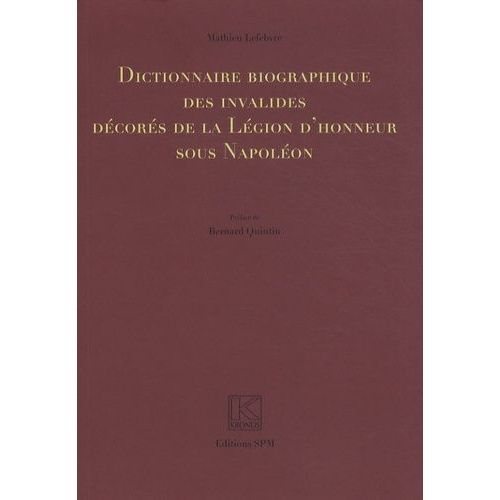 Mathieu Lefebvre
Dictionnaire biographique
des invalides
décorés de la Légion d'honneur
sous Napoléon
Préface de
Bernard Quintin
K
KRONOS
Editions SPM